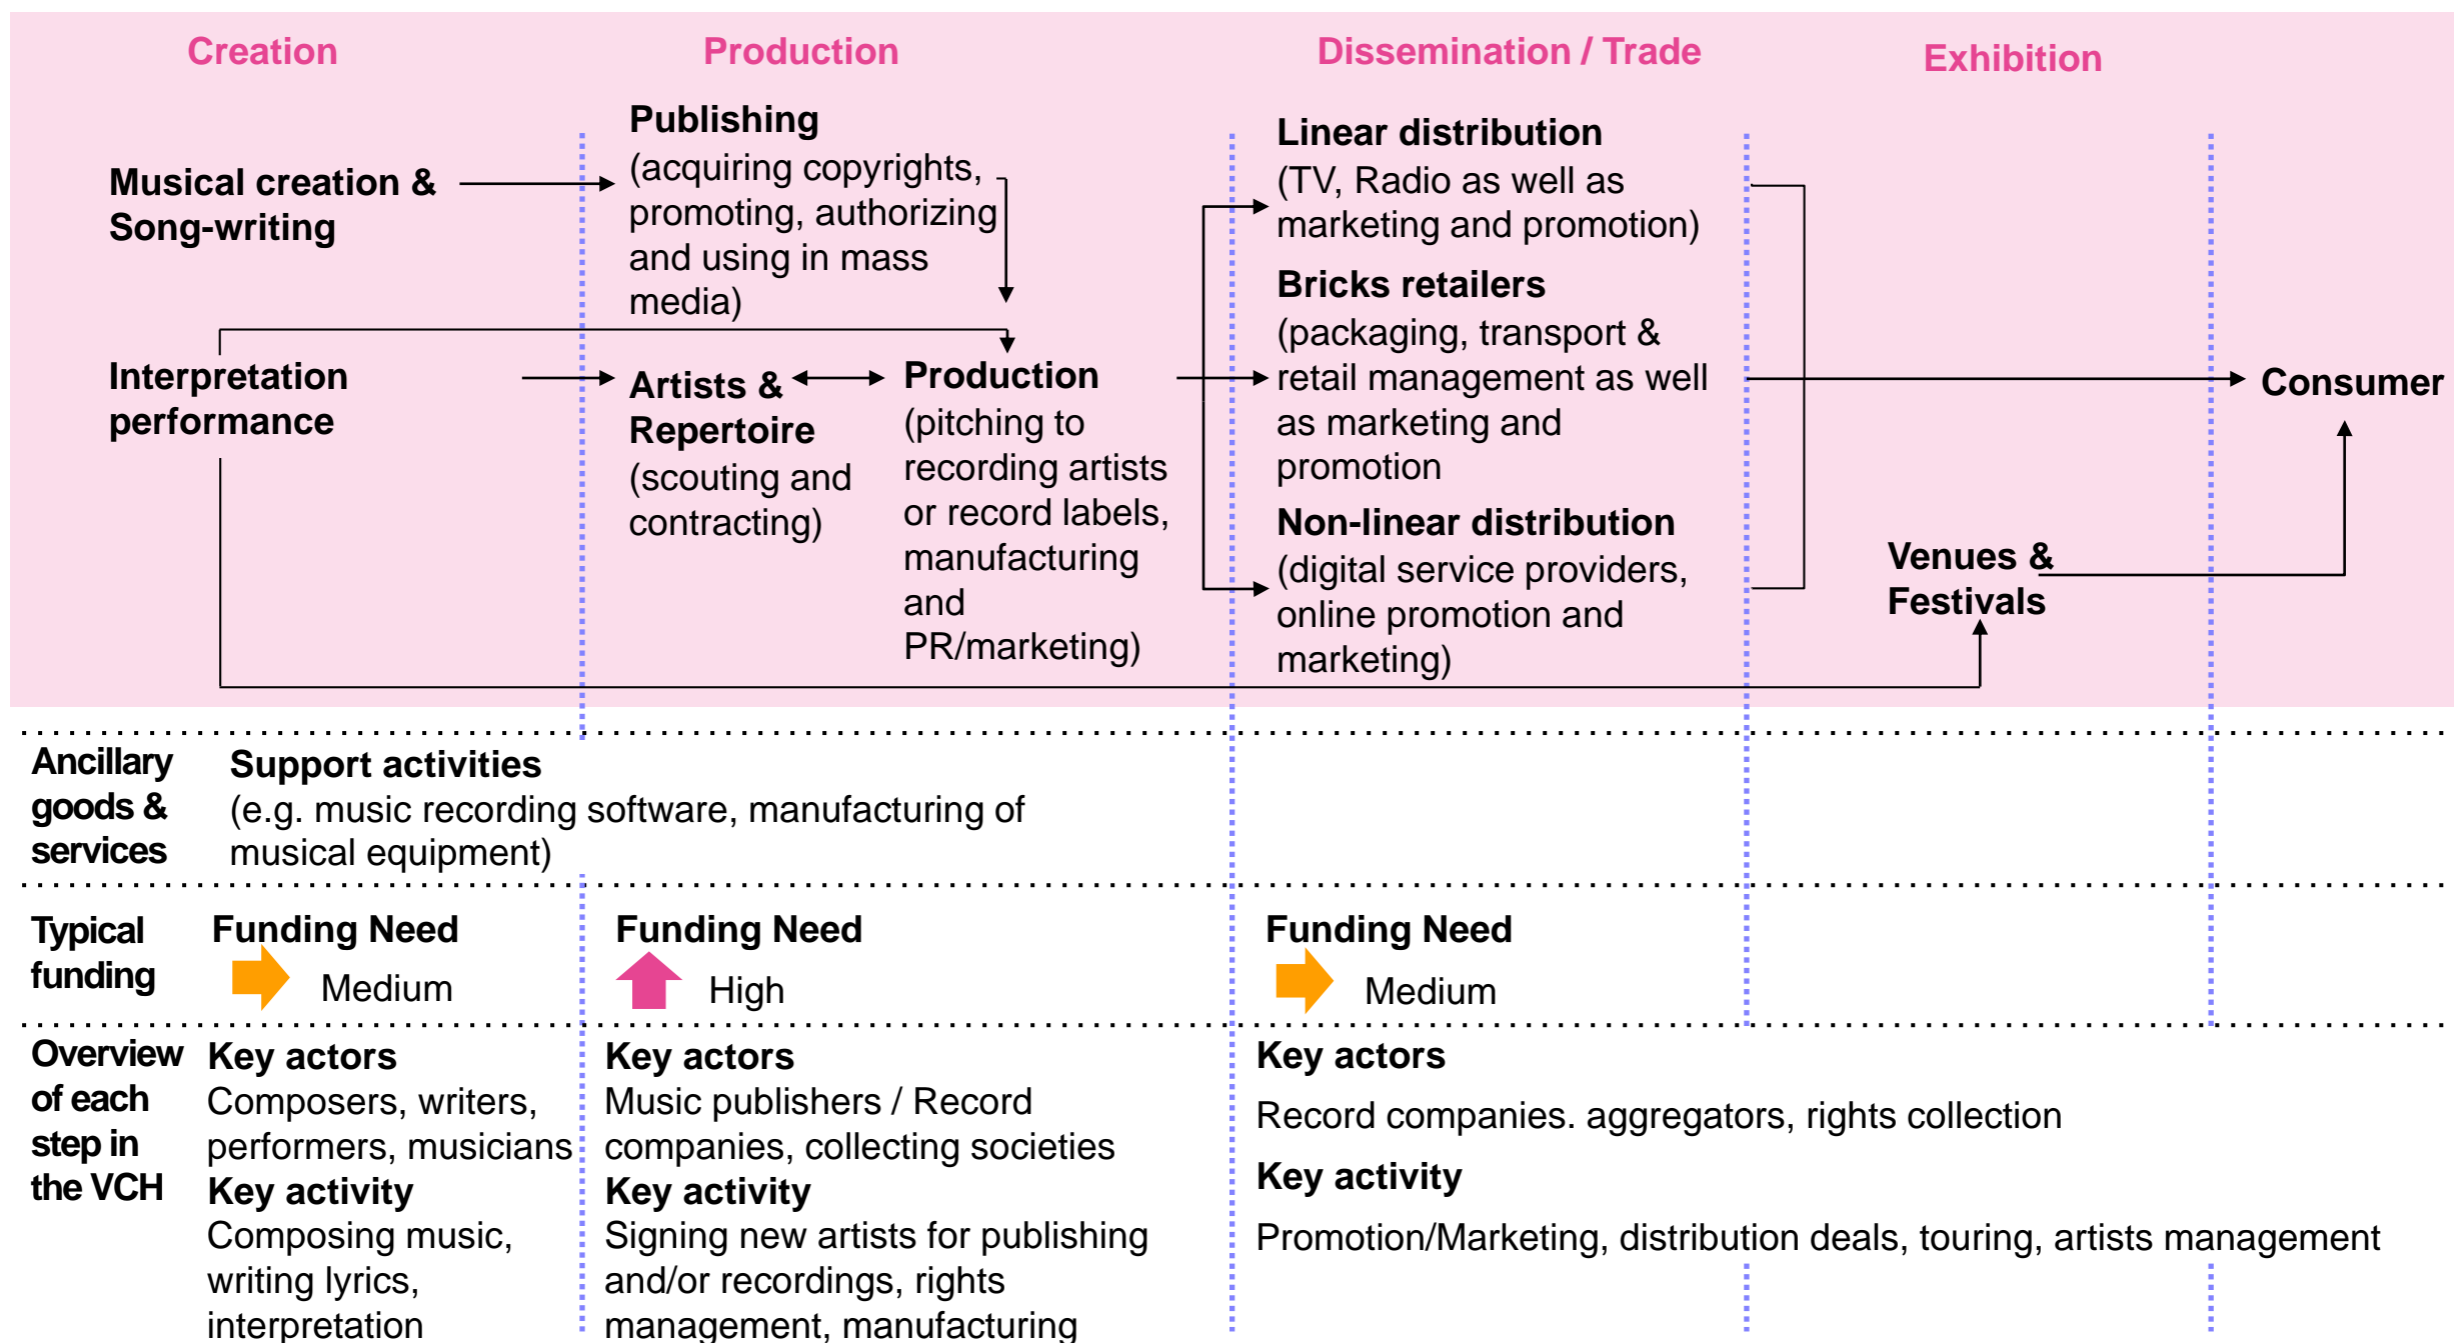 Creation
Production
Dissemination / Trade
Exhibition
Musical creation &
Song-writing
Interpretation
performance
Publishing
(acquiring copyrights,
promoting, authorizing
and using in mass
media)
Artists &
Repertoire
(scouting and
contracting)
Production
(pitching to
recording artists
or record labels,
manufacturing
and
PR/marketing)
Linear distribution
(TV, Radio as well as
marketing and promotion)
Bricks retailers
(packaging, transport &
retail management as well
as marketing and
promotion
Non-linear distribution
(digital service providers,
online promotion and
marketing)
Venues &
Festivals
Consumer
Ancillary
goods &
services
Support activities
(e.g. music recording software, manufacturing of
musical equipment)
Typical
funding
Funding Need
Medium
Funding Need
High
Funding Need
Medium
Overview
of each
step in
the VCH
Key actors
Composers, writers,
performers, musicians
Key activity
Composing music,
writing lyrics,
interpretation
Key actors
Music publishers / Record
companies, collecting societies
Key activity
Signing new artists for publishing
and/or recordings, rights
management, manufacturing
Key actors
Record companies. aggregators, rights collection
Key activity
Promotion/Marketing, distribution deals, touring, artists management